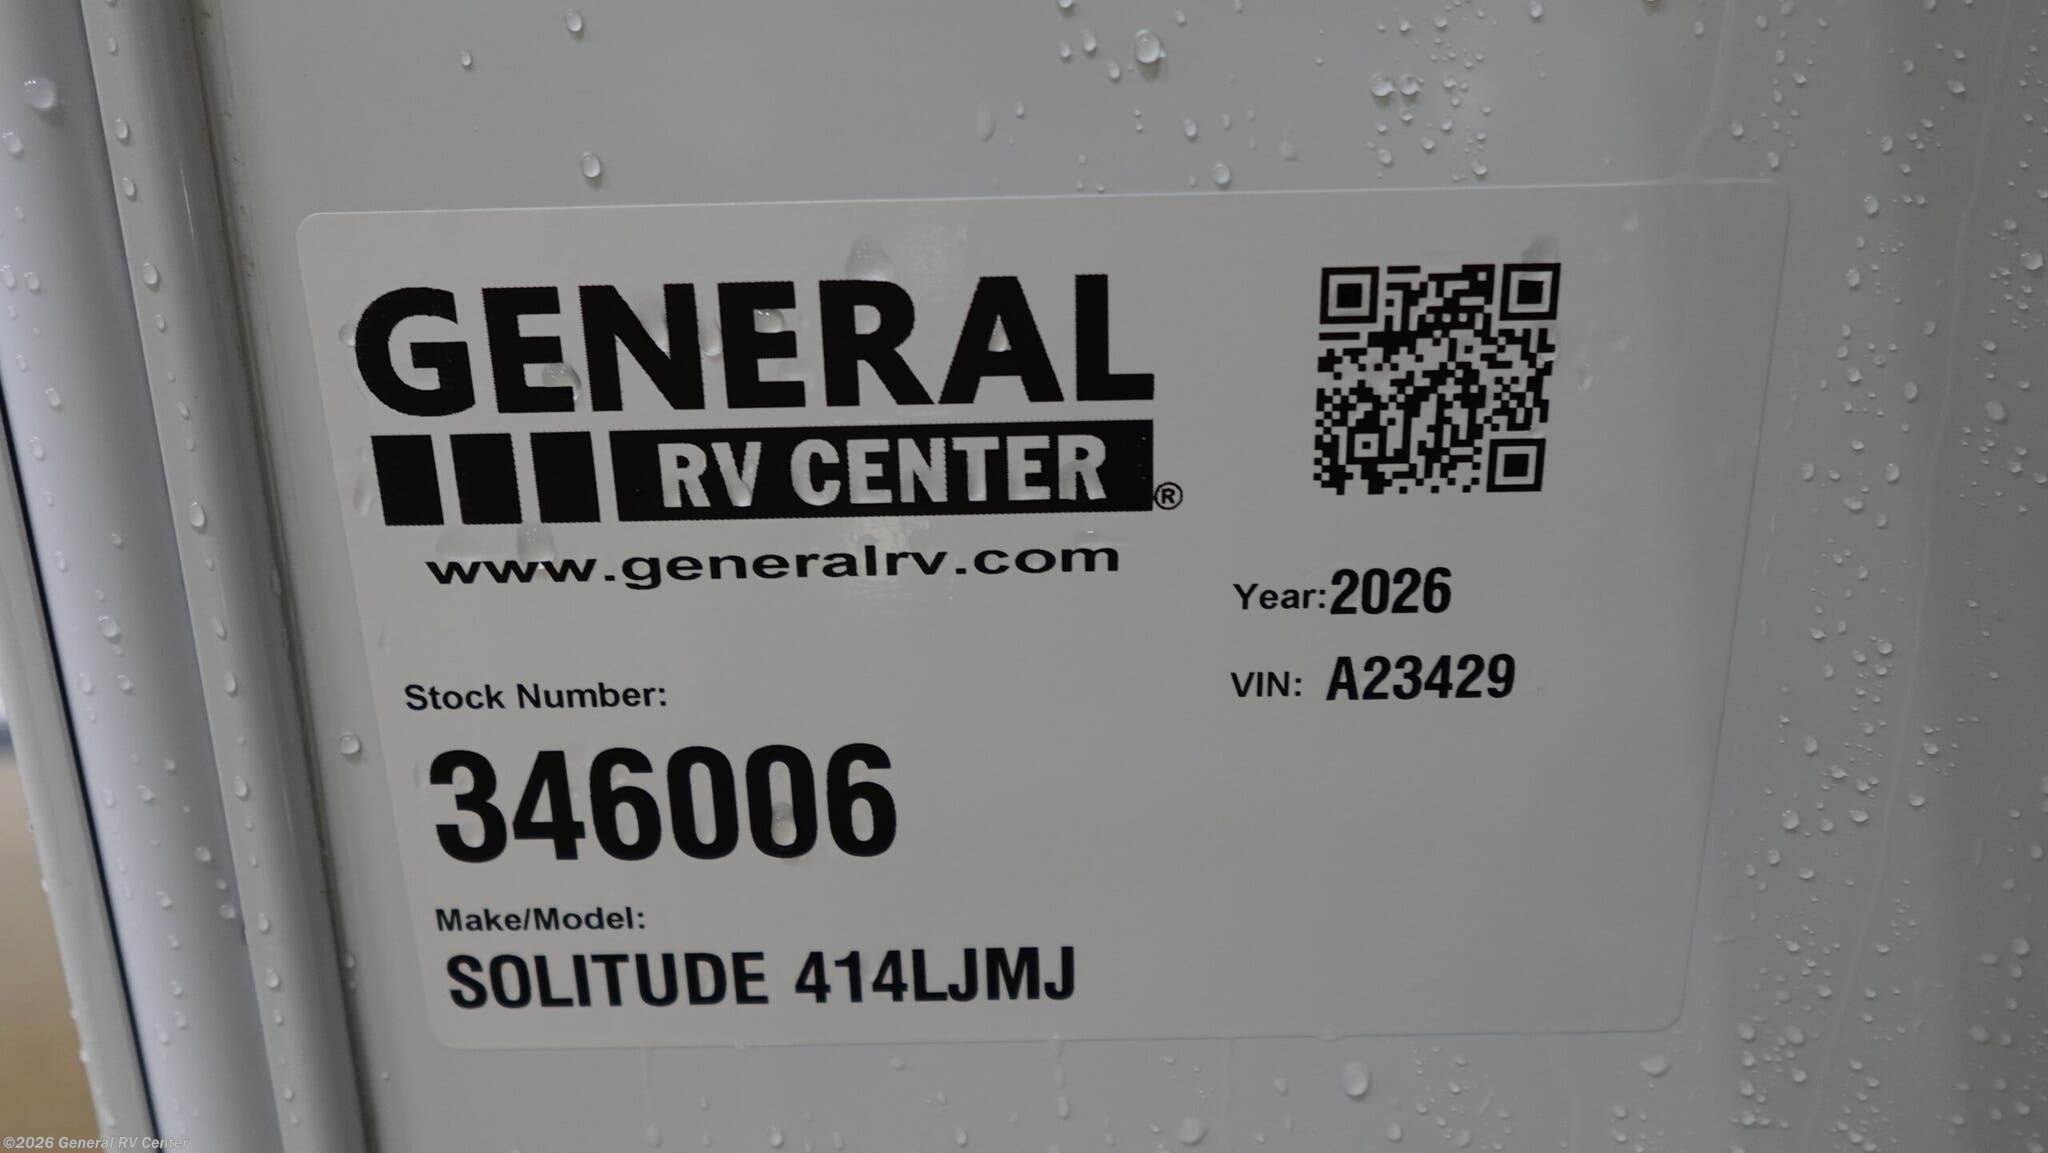 GENERAL
RV CENTER®
www.generalrv.com
Year: 2026
VIN: A23429
Stock Number:
346006
Make/Model:
SOLITUDE 414LJMJ
©2026 General RV Center